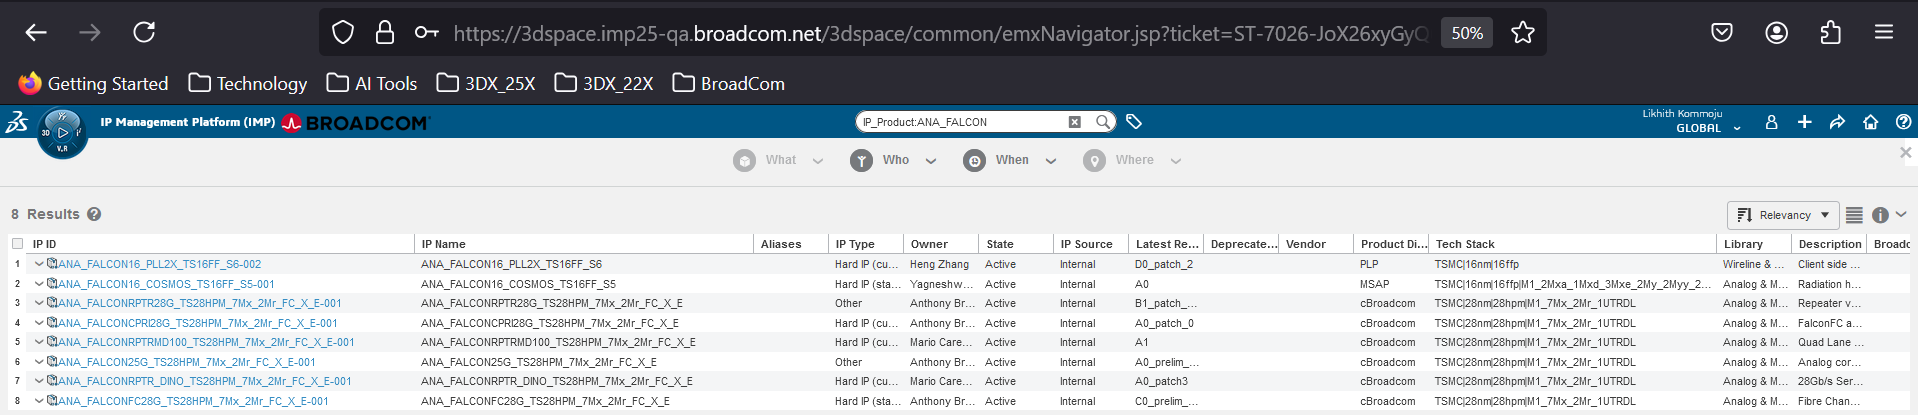 https://3dspace.imp25-qa.broadcom.net/3dspace/common/emxNavigator.jsp?ticket=ST-7026-JoX26xyGyQ 50%
Getting Started Technology AI Tools 3DX_25X 3DX_22X BroadCom
3D V,R IP Management Platform (IMP) BROADCOM IP_Product:ANA_FALCON Likhith Kommoju GLOBAL
What Who When Where
8 Results Relevancy
IP ID IP Name Aliases IP Type Owner State IP Source Latest Re... Deprecate... Vendor Product Di... Tech Stack Library Description Broadc
1 ANA_FALCON16_PLL2X_TS16FF_S6-002 ANA_FALCON16_PLL2X_TS16FF_S6 Hard IP (cu... Heng Zhang Active Internal D0_patch_2 PLP TSMC|16nm|16ffp Wireline & ... Client side ...
2 ANA_FALCON16_COSMOS_TS16FF_S5-001 ANA_FALCON16_COSMOS_TS16FF_S5 Hard IP (sta... Yagneshw... Active Internal A0 MSAP TSMC|16nm|16ffp|M1_2Mxa_1Mxd_3Mxe_2My_2Myy_2... Analog & M... Radiation h...
3 ANA_FALCONRPTR28G_TS28HPM_7Mx_2Mr_FC_X_E-001 ANA_FALCONRPTR28G_TS28HPM_7Mx_2Mr_FC_X_E Other Anthony Br... Active Internal B1_patch_... cBroadcom TSMC|28nm|28hpm|M1_7Mx_2Mr_1UTRDL Analog & M... Repeater v...
4 ANA_FALCONCPRI28G_TS28HPM_7Mx_2Mr_FC_X_E-001 ANA_FALCONCPRI28G_TS28HPM_7Mx_2Mr_FC_X_E Hard IP (cu... Anthony Br... Active Internal A0_patch_0 cBroadcom TSMC|28nm|28hpm|M1_7Mx_2Mr_1UTRDL Analog & M... FalconFC a...
5 ANA_FALCONRPTRMD100_TS28HPM_7Mx_2Mr_FC_X_E-001 ANA_FALCONRPTRMD100_TS28HPM_7Mx_2Mr_FC_X_E Hard IP (cu... Mario Care... Active Internal A1 cBroadcom TSMC|28nm|28hpm|M1_7Mx_2Mr_1UTRDL Analog & M... Quad Lane ...
6 ANA_FALCON25G_TS28HPM_7Mx_2Mr_FC_X_E-001 ANA_FALCON25G_TS28HPM_7Mx_2Mr_FC_X_E Other Anthony Br... Active Internal A0_prelim_... cBroadcom TSMC|28nm|28hpm|M1_7Mx_2Mr_1UTRDL Analog & M... Analog cor...
7 ANA_FALCONRPTR_DINO_TS28HPM_7Mx_2Mr_FC_X_E-001 ANA_FALCONRPTR_DINO_TS28HPM_7Mx_2Mr_FC_X_E Hard IP (cu... Mario Care... Active Internal A0_patch3 cBroadcom TSMC|28nm|28hpm|M1_7Mx_2Mr_1UTRDL Analog & M... 28Gb/s Ser...
8 ANA_FALCONFC28G_TS28HPM_7Mx_2Mr_FC_X_E-001 ANA_FALCONFC28G_TS28HPM_7Mx_2Mr_FC_X_E Hard IP (sta... Anthony Br... Active Internal C0_prelim_... cBroadcom TSMC|28nm|28hpm|M1_7Mx_2Mr_1UTRDL Analog & M... Fibre Chan...